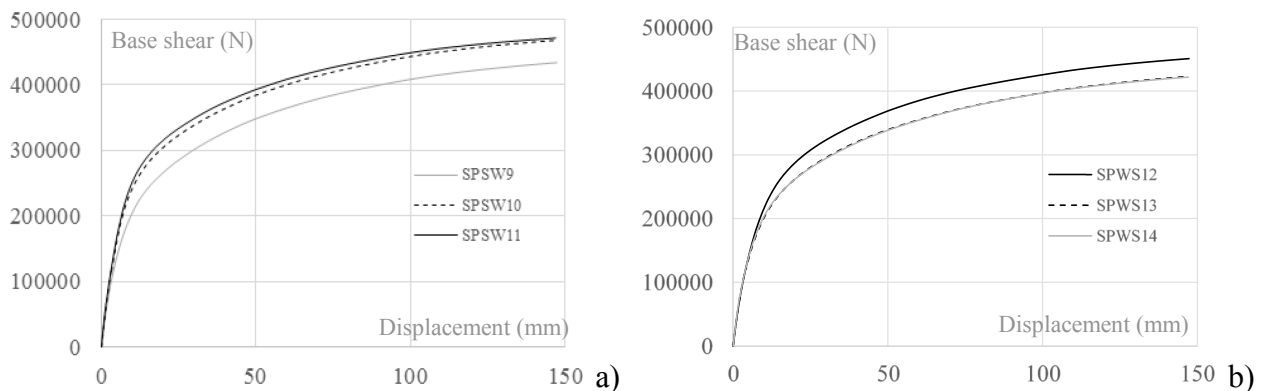 500000
Base shear (N)
400000
300000
200000
100000
0
SPSW9
SPSW10
SPSW11
Displacement (mm)
0 50 100 150
a)
500000
Base shear (N)
400000
300000
200000
100000
0
SPWS12
SPWS13
SPWS14
Displacement (mm)
0 50 100 150
b)